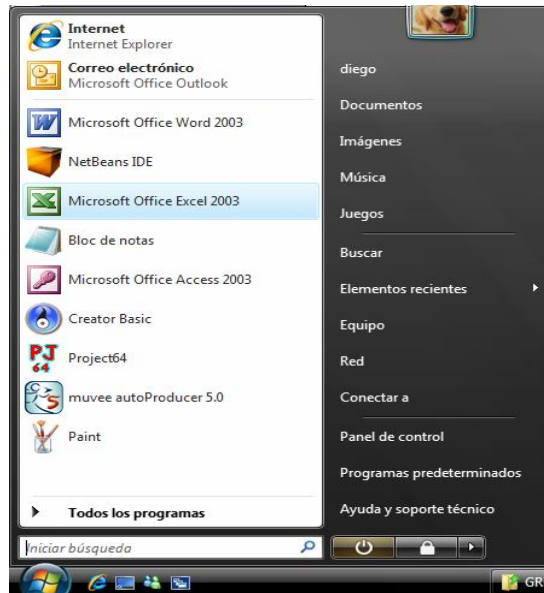 Internet
Internet Explorer
Correo electrónico
Microsoft Office Outlook
Microsoft Office Word 2003
NetBeans IDE
Microsoft Office Excel 2003
Bloc de notas
Microsoft Office Access 2003
Creator Basic
PJ
64
Project64
muvee autoProducer 5.0
Paint
Todos los programas
Iniciar búsqueda
diego
Documentos
Imágenes
Música
Juegos
Buscar
Elementos recientes
Equipo
Red
Conectar a
Panel de control
Programas predeterminados
Ayuda y soporte técnico
GR